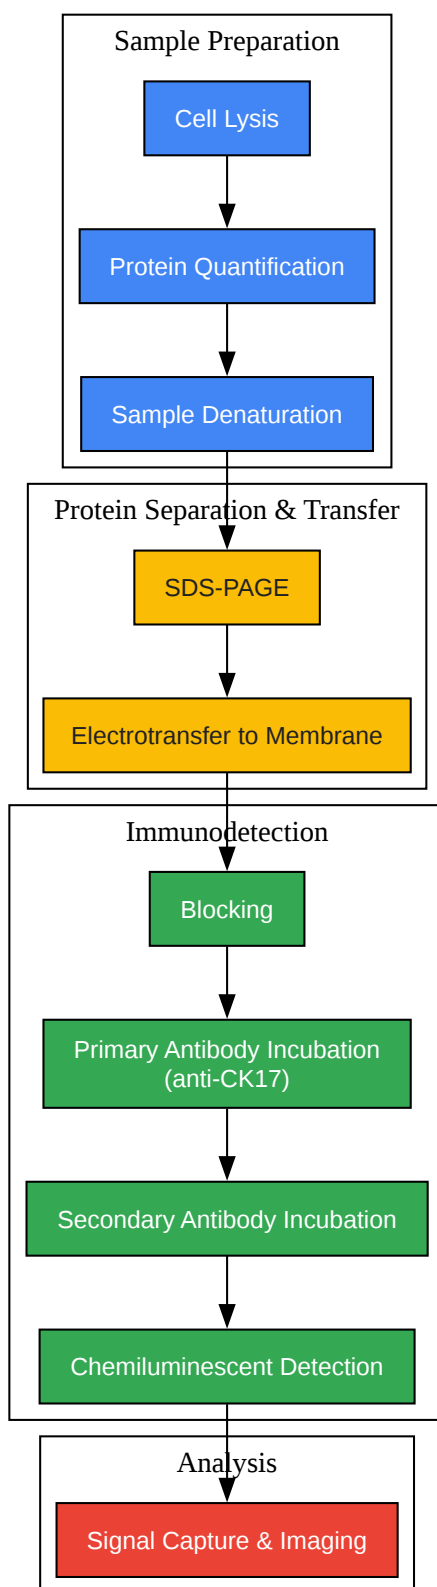 Sample Preparation
Cell Lysis
Protein Quantification
Sample Denaturation
Protein Separation & Transfer
SDS-PAGE
Electrotransfer to Membrane
Immunodetection
Blocking
Primary Antibody Incubation
(anti-CK17)
Secondary Antibody Incubation
Chemiluminescent Detection
Analysis
Signal Capture & Imaging